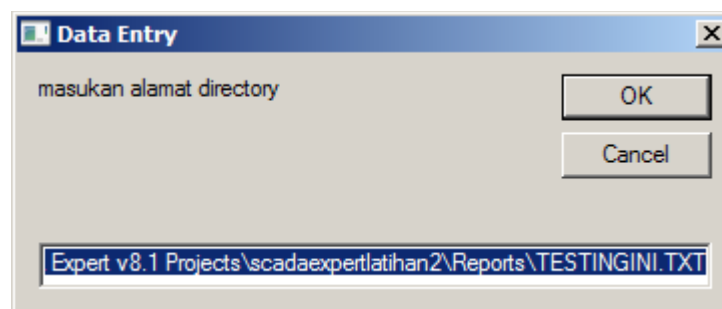 Data Entry
masukan alamat directory
OK
Cancel
Expert v8.1 Projects\scadaexpertlatihan2\Reports\TESTINGINI.TXT